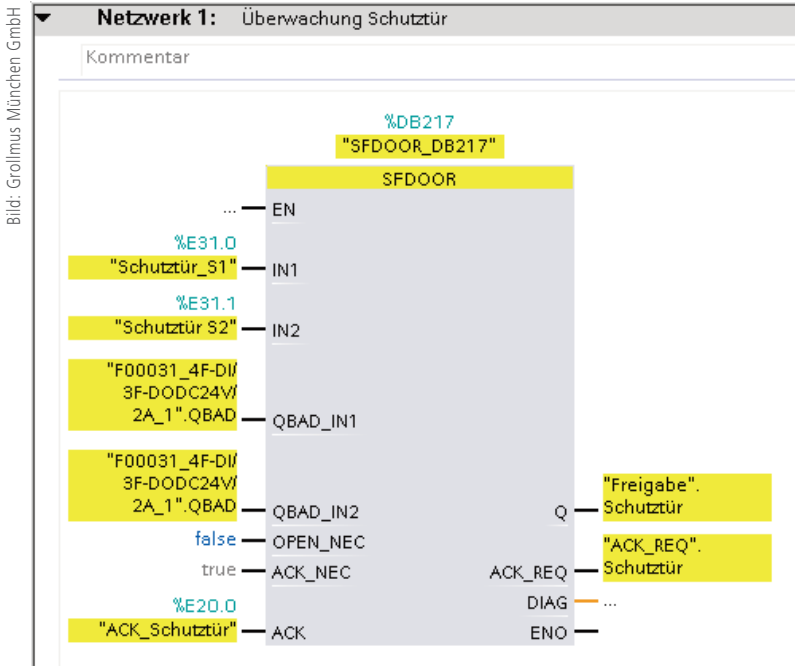 Bild: Grollmus München GmbH
Netzwerk 1: Überwachung Schutztür
Kommentar
%DB217
"SFDOOR_DB217"
SFDOOR
... EN
%E31.0
"Schutztür_S1" IN1
%E31.1
"Schutztür S2" IN2
"F00031_4F-DI/
3F-DODC24V/
2A_1".QBAD QBAD_IN1
"F00031_4F-DI/
3F-DODC24V/
2A_1".QBAD QBAD_IN2
"Freigabe".
Q Schutztür
false OPEN_NEC
"ACK_REQ".
true ACK_NEC ACK_REQ Schutztür
%E20.0 DIAG ...
"ACK_Schutztür" ACK ENO